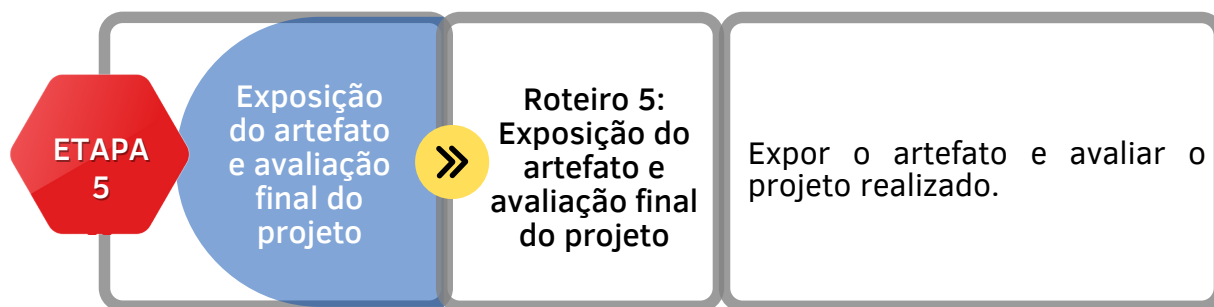 ETAPA
5
Exposição
do artefato
e avaliação
final do
projeto
Roteiro 5:
Exposição do
artefato e
avaliação final
do projeto
Expor o artefato e avaliar o
projeto realizado.